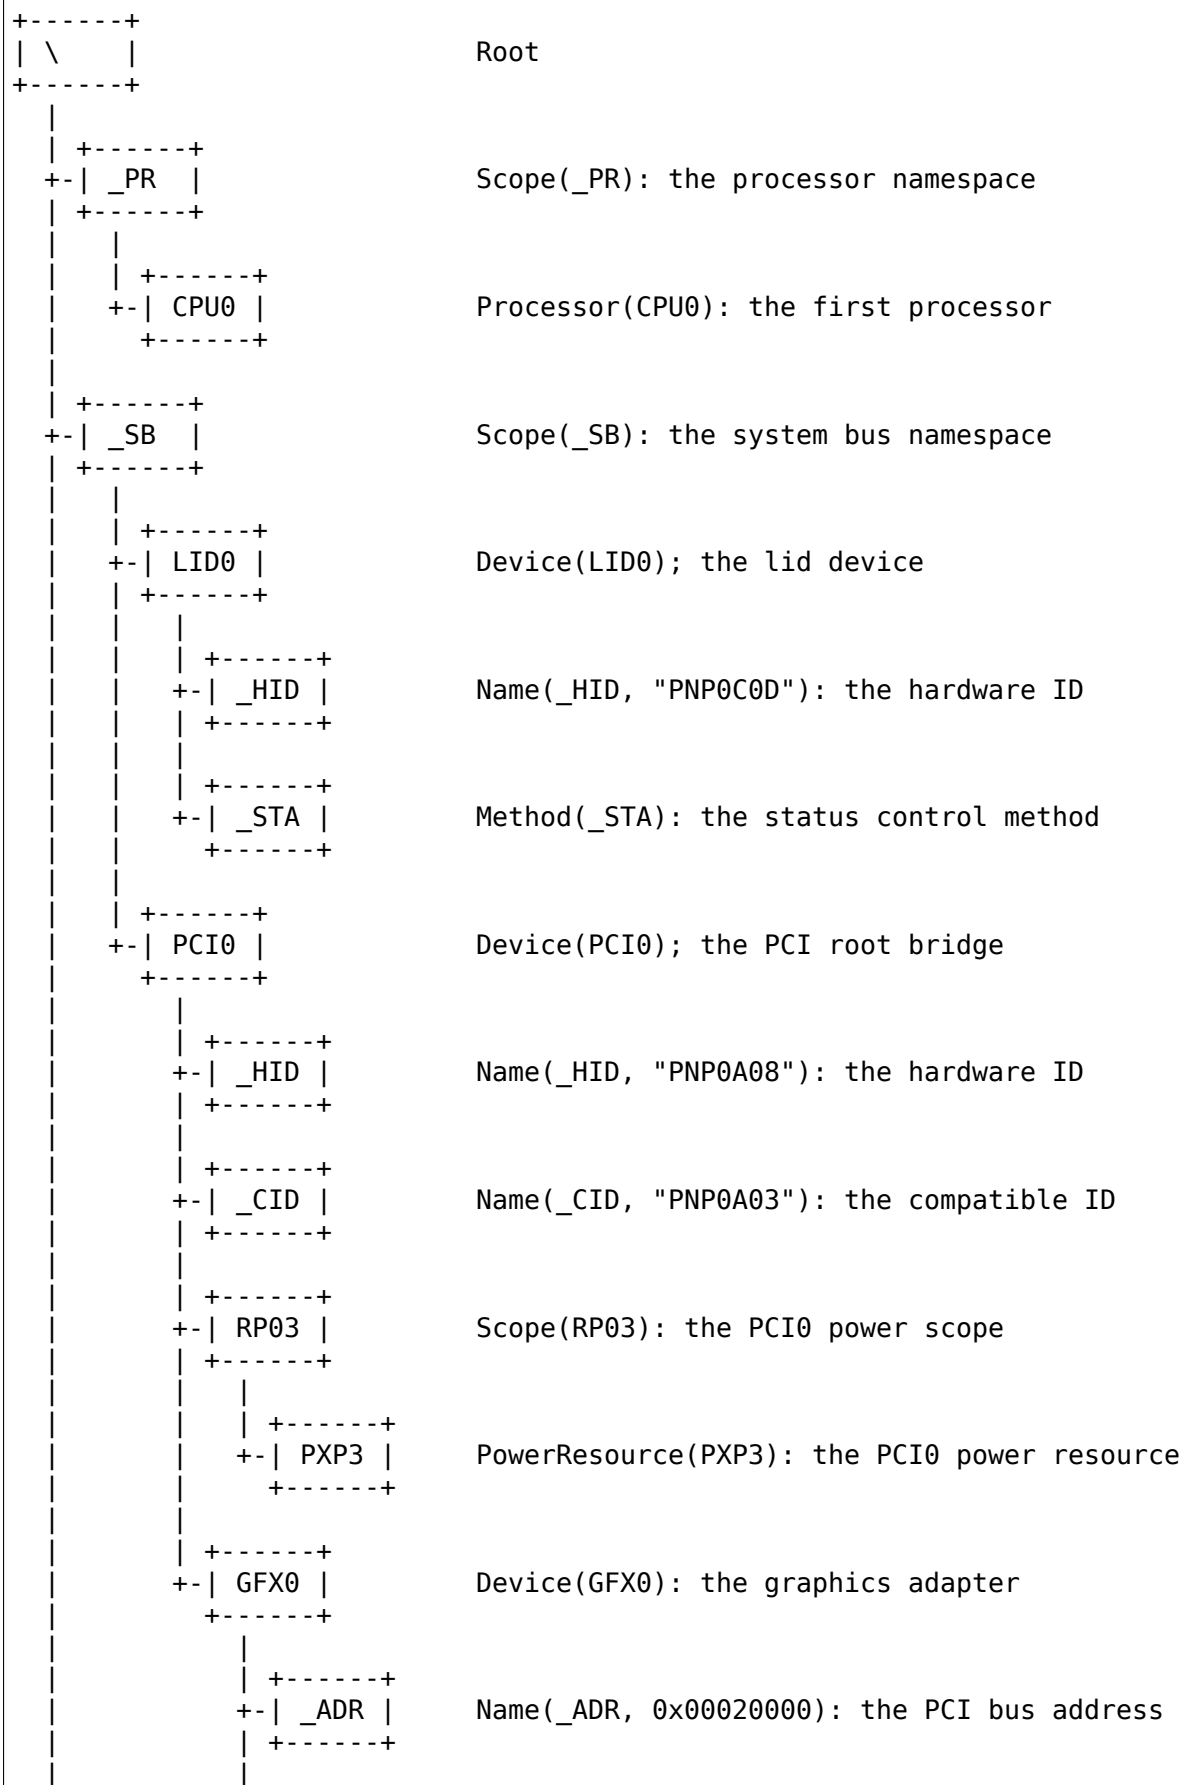 +------+
| \    |                     Root
+------+
  |
  | +------+
  +-| _PR  |                 Scope(_PR): the processor namespace
  | +------+
  |   |
  |   | +------+
  |   +-| CPU0 |             Processor(CPU0): the first processor
  |     +------+
  |
  | +------+
  +-| _SB  |                 Scope(_SB): the system bus namespace
  | +------+
  |   |
  |   | +------+
  |   +-| LID0 |             Device(LID0); the lid device
  |   | +------+
  |   |   |
  |   |   | +------+
  |   |   +-| _HID |         Name(_HID, "PNP0C0D"): the hardware ID
  |   |   | +------+
  |   |   |
  |   |   | +------+
  |   |   +-| _STA |         Method(_STA): the status control method
  |   |     +------+
  |   |
  |   | +------+
  |   +-| PCI0 |             Device(PCI0); the PCI root bridge
  |     +------+
  |       |
  |       | +------+
  |       +-| _HID |         Name(_HID, "PNP0A08"): the hardware ID
  |       | +------+
  |       |
  |       | +------+
  |       +-| _CID |         Name(_CID, "PNP0A03"): the compatible ID
  |       | +------+
  |       |
  |       | +------+
  |       +-| RP03 |         Scope(RP03): the PCI0 power scope
  |       | +------+
  |       |   |
  |       |   | +------+
  |       |   +-| PXP3 |     PowerResource(PXP3): the PCI0 power resource
  |       |     +------+
  |       |
  |       | +------+
  |       +-| GFX0 |         Device(GFX0): the graphics adapter
  |         +------+
  |           |
  |           | +------+
  |           +-| _ADR |     Name(_ADR, 0x00020000): the PCI bus address
  |           | +------+
  |           |